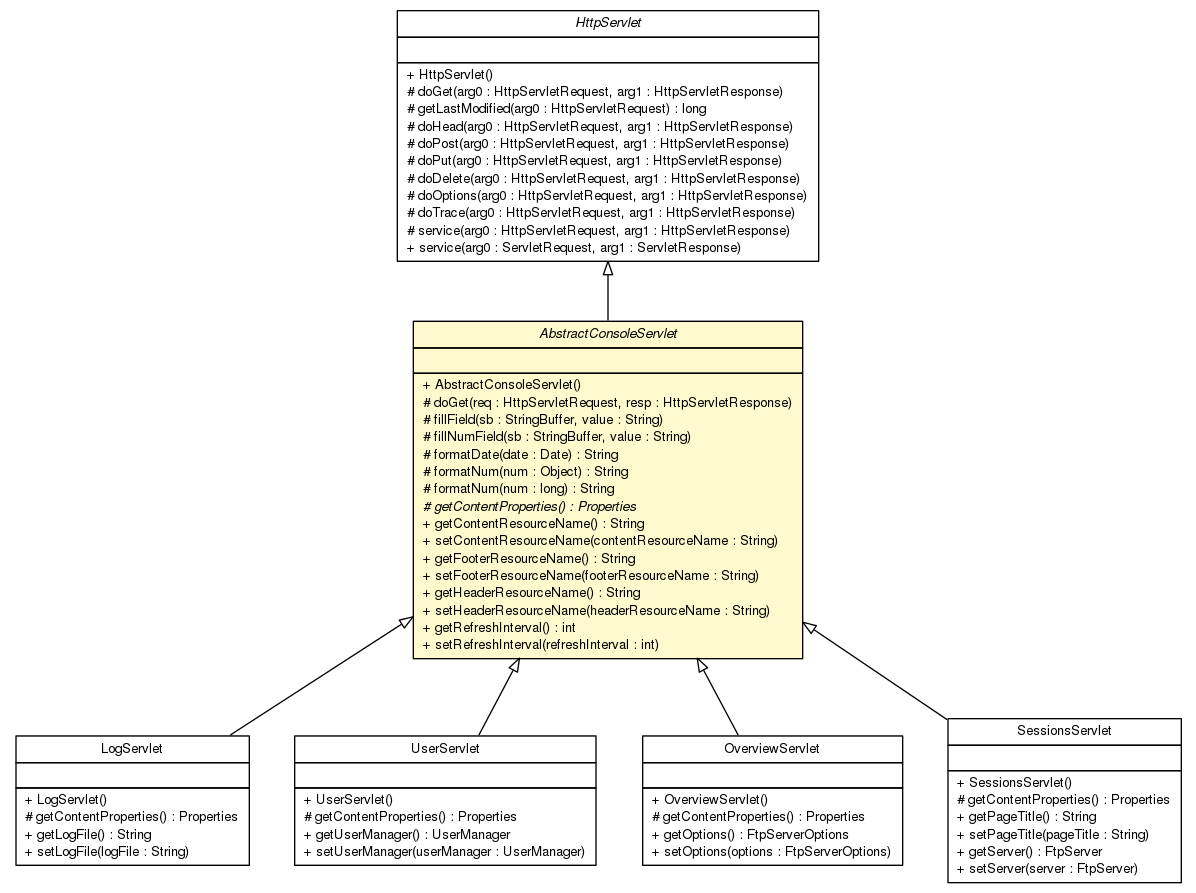 HttpServlet
+ HttpServlet()
# doGet(arg0 : HttpServletRequest, arg1 : HttpServletResponse)
# getLastModified(arg0 : HttpServletRequest) : long
# doHead(arg0 : HttpServletRequest, arg1 : HttpServletResponse)
# doPost(arg0 : HttpServletRequest, arg1 : HttpServletResponse)
# doPut(arg0 : HttpServletRequest, arg1 : HttpServletResponse)
# doDelete(arg0 : HttpServletRequest, arg1 : HttpServletResponse)
# doOptions(arg0 : HttpServletRequest, arg1 : HttpServletResponse)
# doTrace(arg0 : HttpServletRequest, arg1 : HttpServletResponse)
# service(arg0 : HttpServletRequest, arg1 : HttpServletResponse)
+ service(arg0 : ServletRequest, arg1 : ServletResponse)
AbstractConsoleServlet
+ AbstractConsoleServlet()
# doGet(req : HttpServletRequest, resp : HttpServletResponse)
# fillField(sb : StringBuffer, value : String)
# fillNumField(sb : StringBuffer, value : String)
# formatDate(date : Date) : String
# formatNum(num : Object) : String
# formatNum(num : long) : String
# getContentProperties() : Properties
+ getContentResourceName() : String
+ setContentResourceName(contentResourceName : String)
+ getFooterResourceName() : String
+ setFooterResourceName(footerResourceName : String)
+ getHeaderResourceName() : String
+ setHeaderResourceName(headerResourceName : String)
+ getRefreshInterval() : int
+ setRefreshInterval(refreshInterval : int)
LogServlet
+ LogServlet()
# getContentProperties() : Properties
+ getLogFile() : String
+ setLogFile(logFile : String)
UserServlet
+ UserServlet()
# getContentProperties() : Properties
+ getUserManager() : UserManager
+ setUserManager(userManager : UserManager)
OverviewServlet
+ OverviewServlet()
# getContentProperties() : Properties
+ getOptions() : FtpServerOptions
+ setOptions(options : FtpServerOptions)
SessionsServlet
+ SessionsServlet()
# getContentProperties() : Properties
+ getPageTitle() : String
+ setPageTitle(pageTitle : String)
+ getServer() : FtpServer
+ setServer(server : FtpServer)